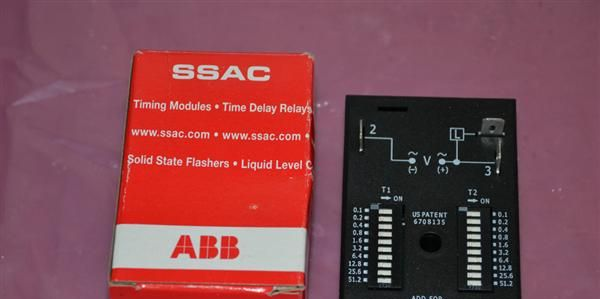 SSAC
Timing Modules • Time Delay Relays
www.ssac.com • www.ssac.com •
Solid State Flashers • Liquid Level C
ABB
2
L
~ V ~
(-) (+)
3
T1
→ ON
0.1
0.2
0.4
0.8
1.6
3.2
6.4
12.8
25.6
51.2
US PATENT
6708135
T2
→ ON
0.1
0.2
0.4
0.8
1.6
3.2
6.4
12.8
25.6
51.2
ADD FOR